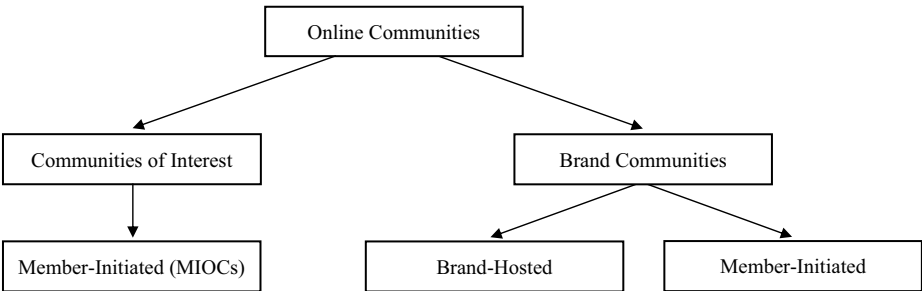 Online Communities
Communities of Interest
Brand Communities
Member-Initiated (MIOCs)
Brand-Hosted
Member-Initiated